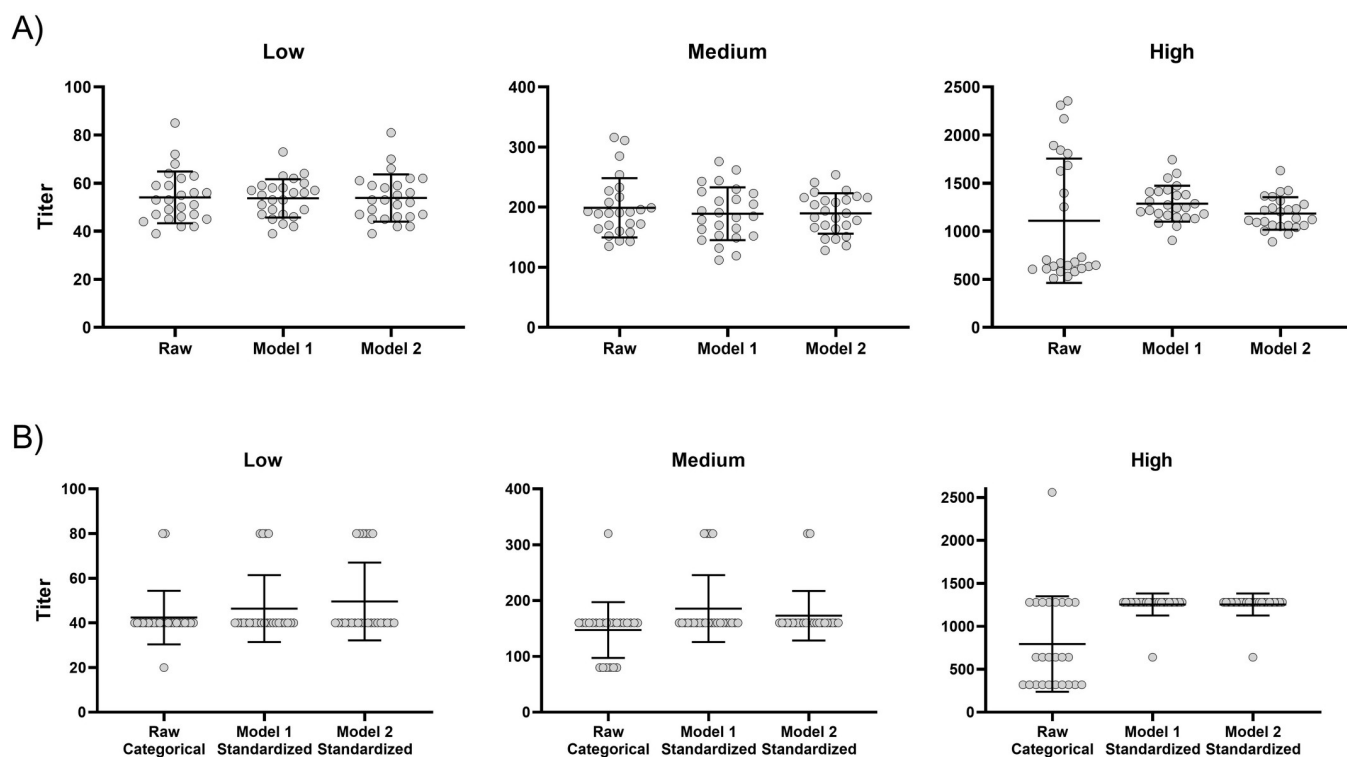 A)
Low
Medium
High
Titer
100
80
60
40
20
0
Raw
Model 1
Model 2
400
300
200
100
0
Raw
Model 1
Model 2
2500
2000
1500
1000
500
0
Raw
Model 1
Model 2
B)
Low
Medium
High
Titer
100
80
60
40
20
0
Raw
Categorical
Model 1
Standardized
Model 2
Standardized
400
300
200
100
0
Raw
Categorical
Model 1
Standardized
Model 2
Standardized
2500
2000
1500
1000
500
0
Raw
Categorical
Model 1
Standardized
Model 2
Standardized